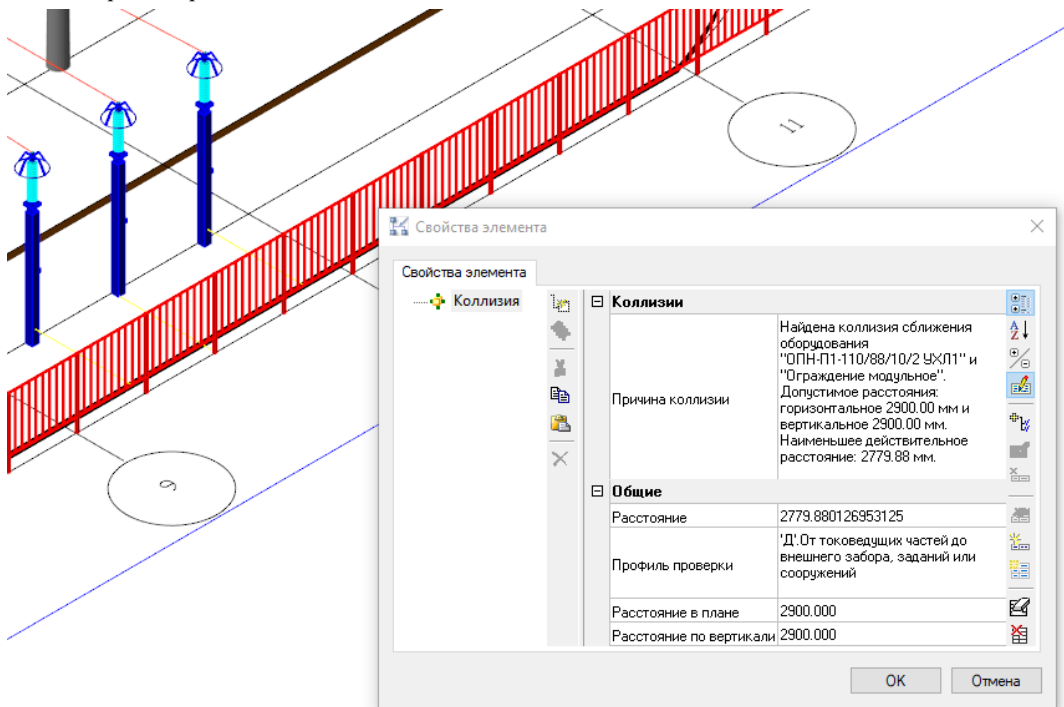 11
9
Свойства элемента
Свойства элемента
Коллизия
Коллизии
Причина коллизии
Найдена коллизия сближения
оборудования
"ОПН-П1-110/88/10/2 УХЛ1" и
"Ограждение модульное".
Допустимое расстояния:
горизонтальное 2900.00 мм и
вертикальное 2900.00 мм.
Наименьшее действительное
расстояние: 2779.88 мм.
Общие
Расстояние 2779.880126953125
Профиль проверки
'Д'.От токоведущих частей до
внешнего забора, заданий или
сооружений
Расстояние в плане 2900.000
Расстояние по вертикали 2900.000
OK Отмена